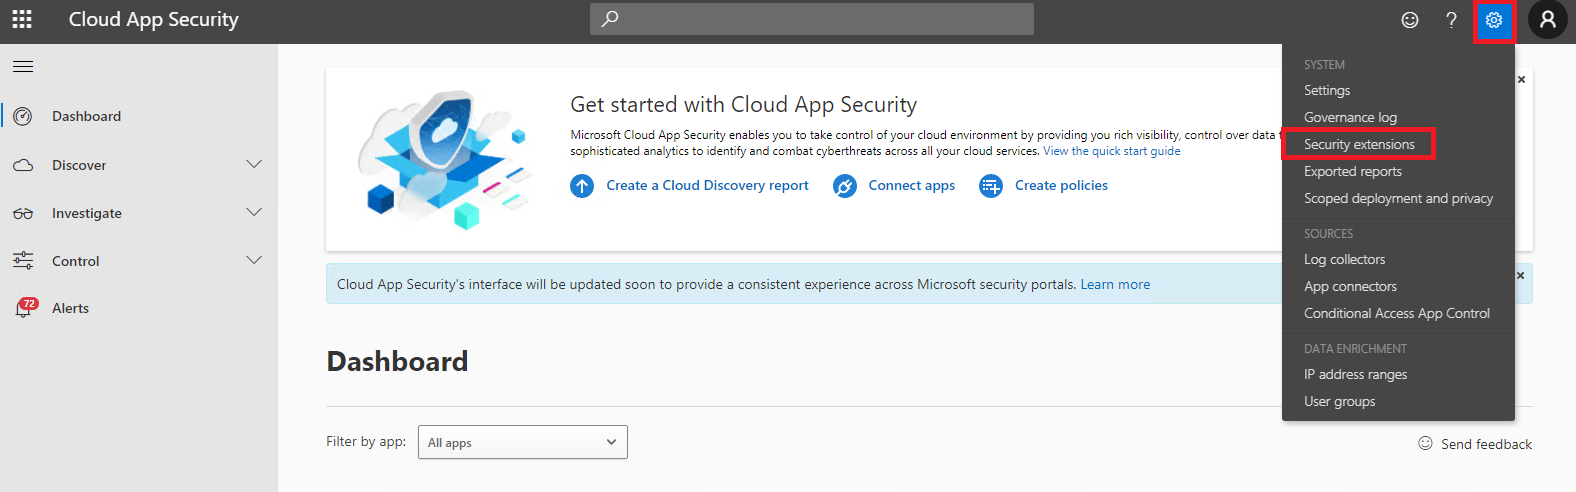 Cloud App Security
?
Dashboard
Discover
Investigate
Control
72
Alerts
Get started with Cloud App Security
Microsoft Cloud App Security enables you to take control of your cloud environment by providing you rich visibility, control over data
sophisticated analytics to identify and combat cyberthreats across all your cloud services. View the quick start guide
Create a Cloud Discovery report
Connect apps
Create policies
Cloud App Security's interface will be updated soon to provide a consistent experience across Microsoft security portals. Learn more
Dashboard
Filter by app:
All apps
SYSTEM
Settings
Governance log
Security extensions
Exported reports
Scoped deployment and privacy
SOURCES
Log collectors
App connectors
Conditional Access App Control
DATA ENRICHMENT
IP address ranges
User groups
Send feedback